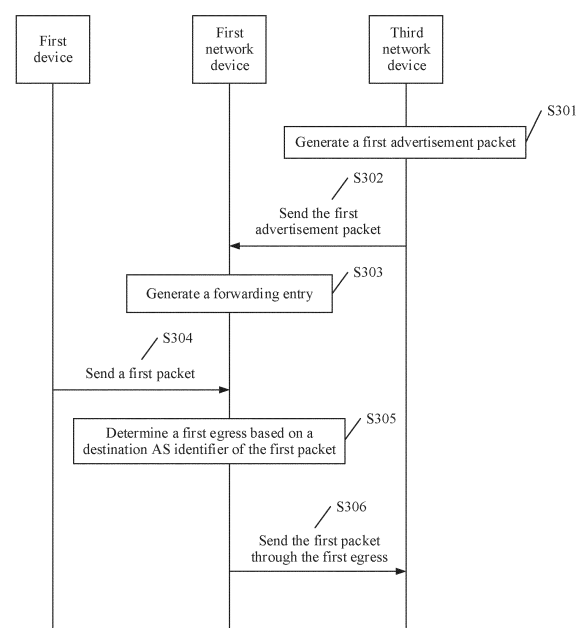 First
device
First
network
device
Third
network
device
S301
Generate a first advertisement packet
S302
Send the first
advertisement packet
S303
Generate a forwarding entry
S304
Send a first packet
S305
Determine a first egress based on a
destination AS identifier of the first packet
S306
Send the first packet
through the first egress